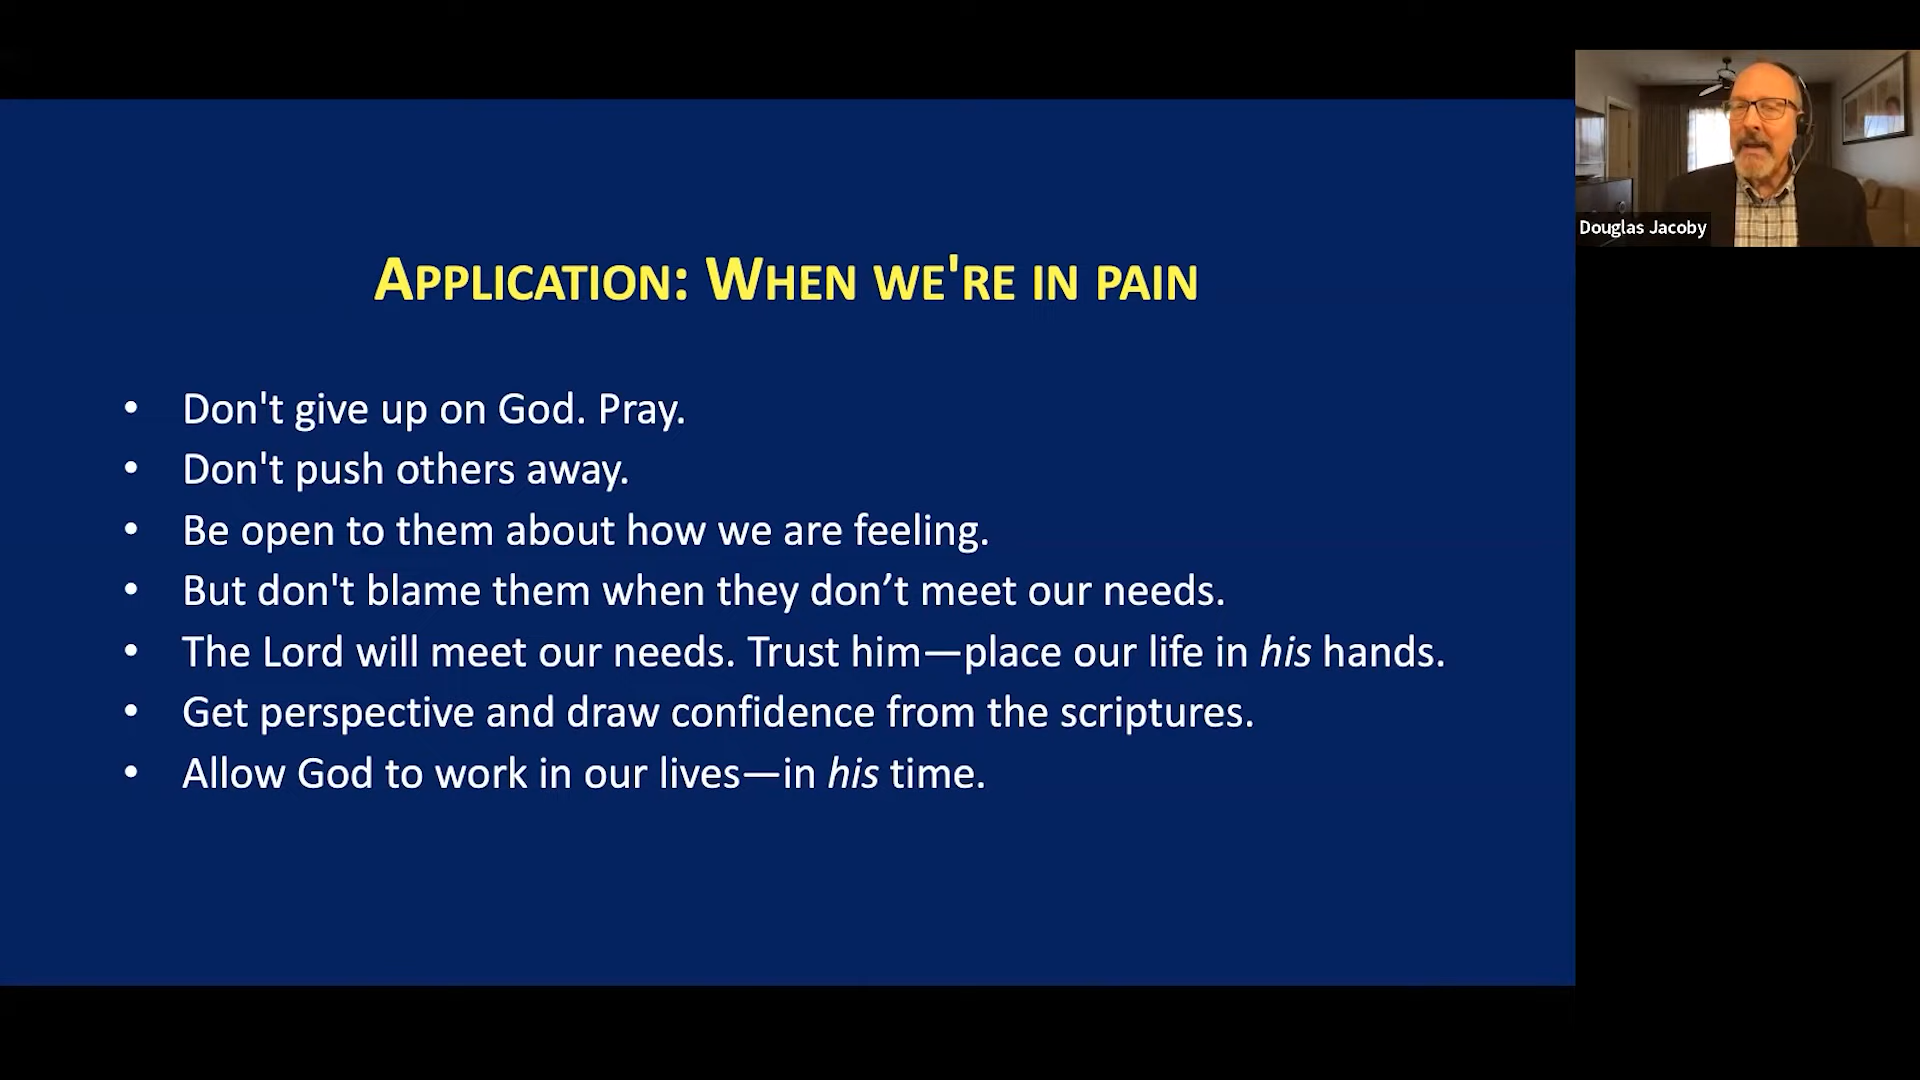 APPLICATION: WHEN WE'RE IN PAIN
• Don't give up on God. Pray.
• Don't push others away.
• Be open to them about how we are feeling.
• But don't blame them when they don’t meet our needs.
• The Lord will meet our needs. Trust him—place our life in his hands.
• Get perspective and draw confidence from the scriptures.
• Allow God to work in our lives—in his time.
Douglas Jacoby